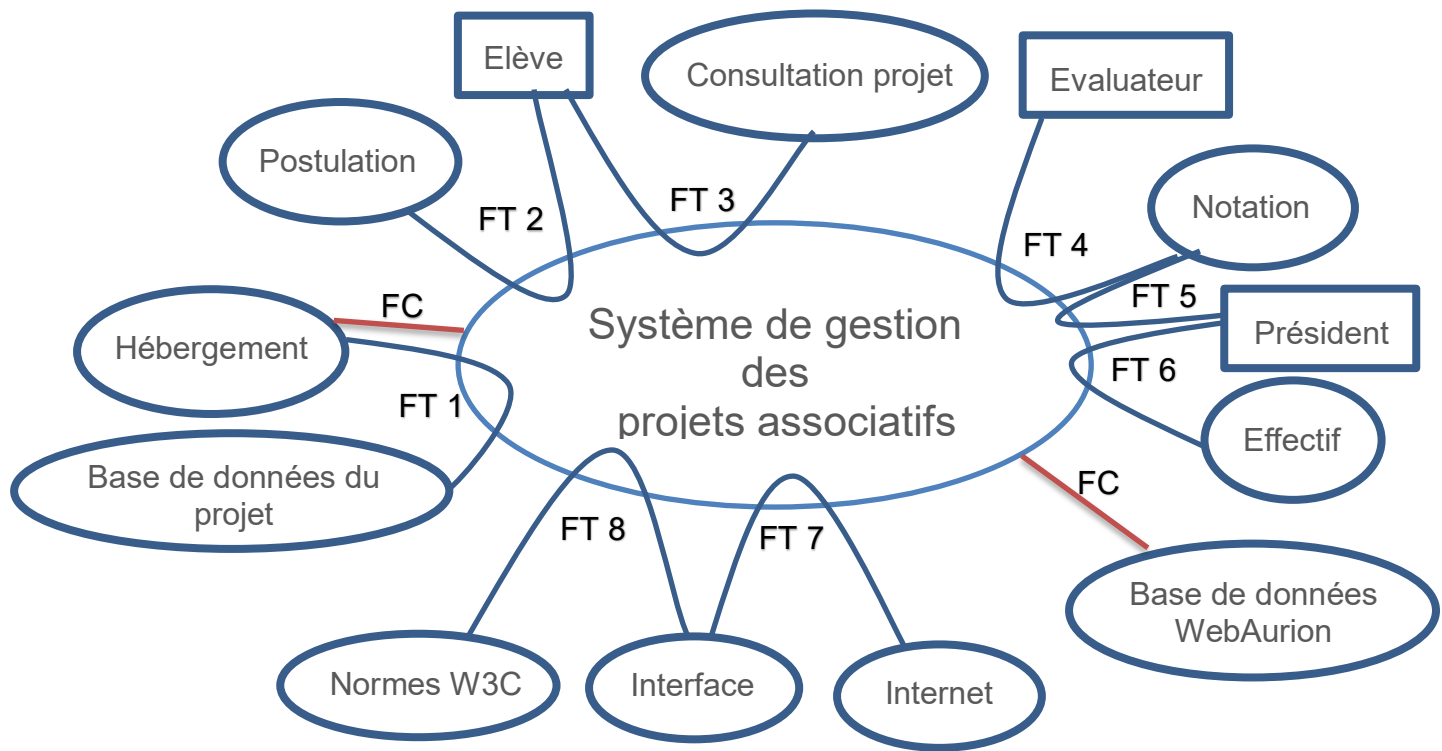 Elève
Consultation projet
Evaluateur
Postulation
FT 2
FT 3
FT 4
Notation
FC
FT 5
Hébergement
Système de gestion
des
projets associatifs
Président
FT 1
FT 6
Effectif
Base de données du
projet
FC
FT 8
FT 7
Base de données
WebAurion
Normes W3C
Interface
Internet